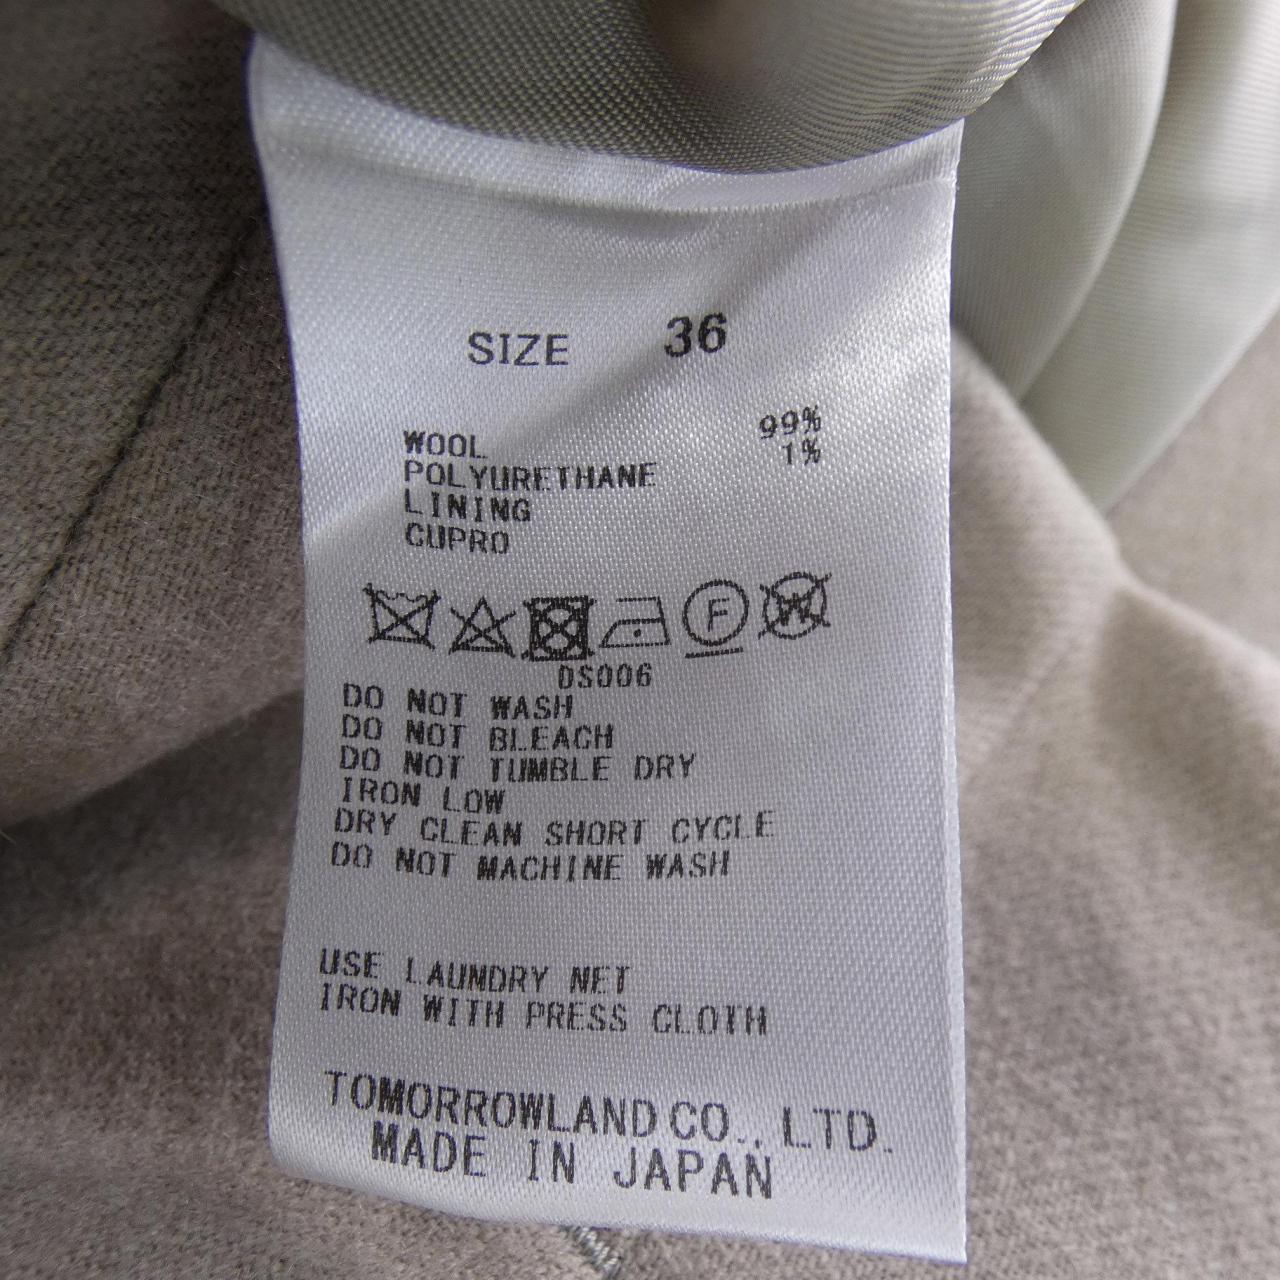 SIZE 36
WOOL 99%
POLYURETHANE 1%
LINING
CUPRO
F W
DS006
DO NOT WASH
DO NOT BLEACH
DO NOT TUMBLE DRY
IRON LOW
DRY CLEAN SHORT CYCLE
DO NOT MACHINE WASH
USE LAUNDRY NET
IRON WITH PRESS CLOTH
TOMORROWLAND CO., LTD.
MADE IN JAPAN